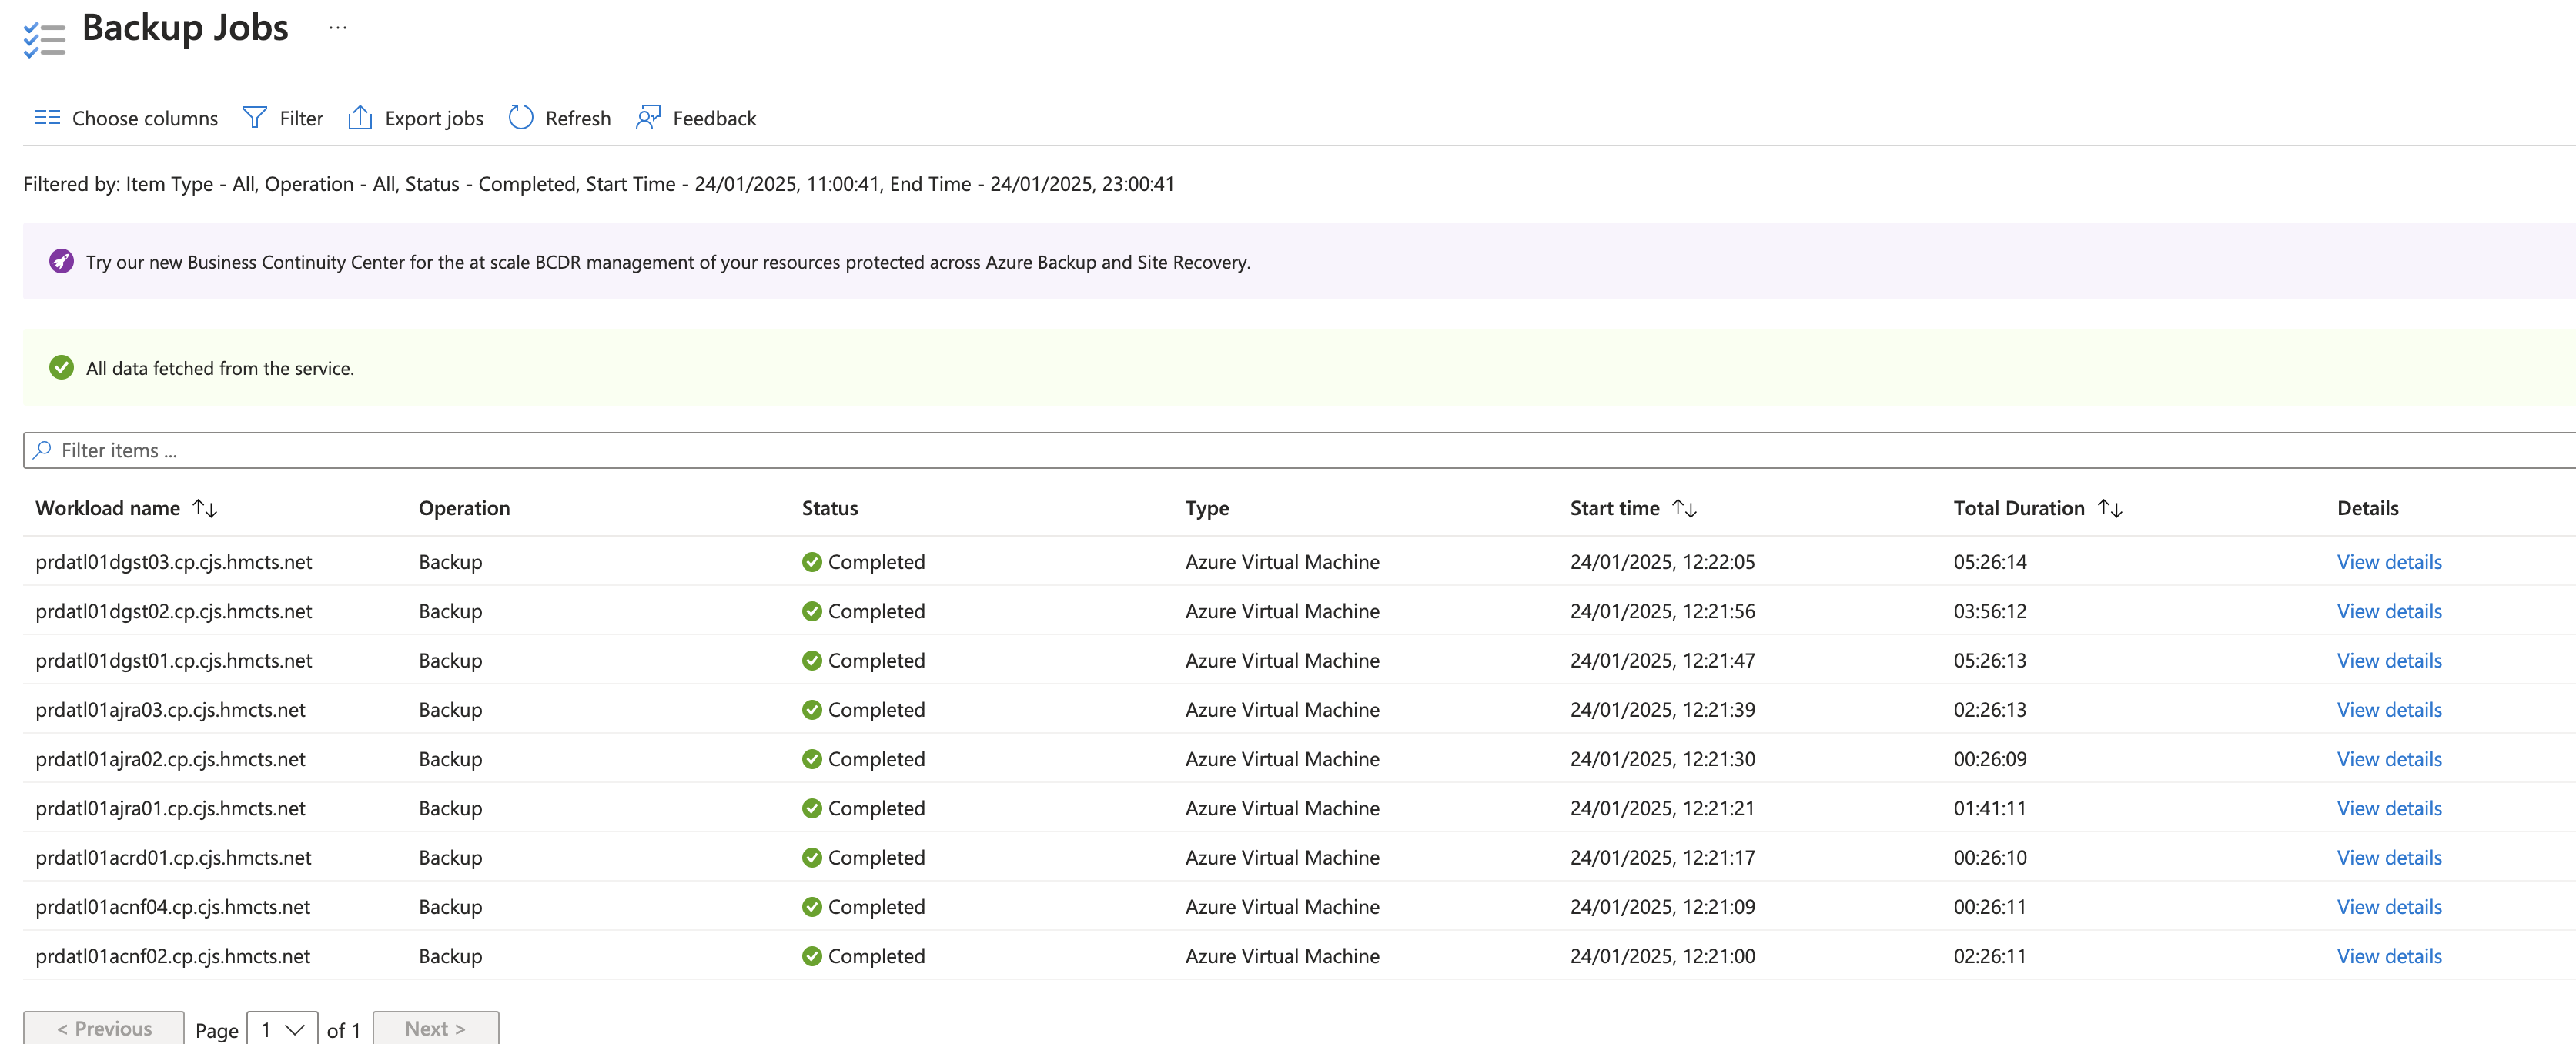 Backup Jobs ...
Choose columns Filter Export jobs Refresh Feedback
Filtered by: Item Type - All, Operation - All, Status - Completed, Start Time - 24/01/2025, 11:00:41, End Time - 24/01/2025, 23:00:41
Try our new Business Continuity Center for the at scale BCDR management of your resources protected across Azure Backup and Site Recovery.
All data fetched from the service.
Filter items ...
Workload name ↑↓ Operation Status Type Start time ↑↓ Total Duration ↑↓ Details
prdatl01dgst03.cp.cjs.hmcts.net Backup Completed Azure Virtual Machine 24/01/2025, 12:22:05 05:26:14 View details
prdatl01dgst02.cp.cjs.hmcts.net Backup Completed Azure Virtual Machine 24/01/2025, 12:21:56 03:56:12 View details
prdatl01dgst01.cp.cjs.hmcts.net Backup Completed Azure Virtual Machine 24/01/2025, 12:21:47 05:26:13 View details
prdatl01ajra03.cp.cjs.hmcts.net Backup Completed Azure Virtual Machine 24/01/2025, 12:21:39 02:26:13 View details
prdatl01ajra02.cp.cjs.hmcts.net Backup Completed Azure Virtual Machine 24/01/2025, 12:21:30 00:26:09 View details
prdatl01ajra01.cp.cjs.hmcts.net Backup Completed Azure Virtual Machine 24/01/2025, 12:21:21 01:41:11 View details
prdatl01acrd01.cp.cjs.hmcts.net Backup Completed Azure Virtual Machine 24/01/2025, 12:21:17 00:26:10 View details
prdatl01acnf04.cp.cjs.hmcts.net Backup Completed Azure Virtual Machine 24/01/2025, 12:21:09 00:26:11 View details
prdatl01acnf02.cp.cjs.hmcts.net Backup Completed Azure Virtual Machine 24/01/2025, 12:21:00 02:26:11 View details
< Previous Page 1 of 1 Next >